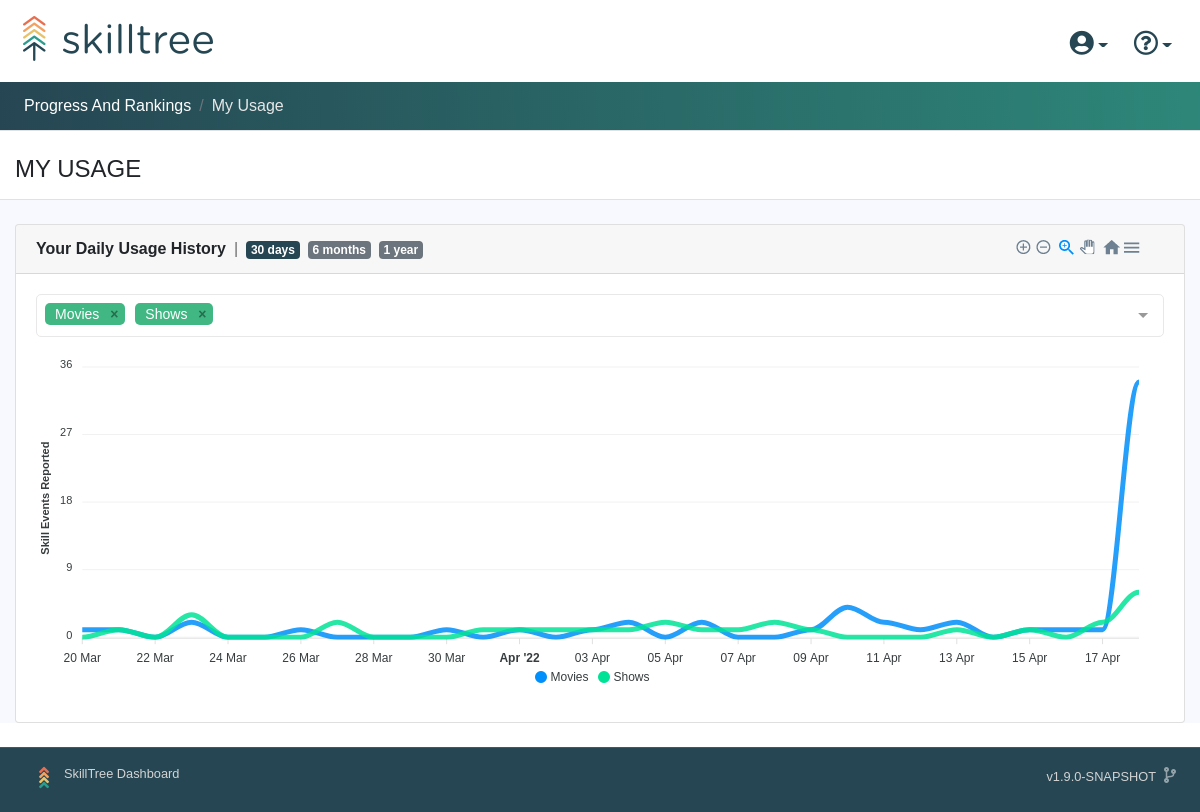 skilltree
Progress And Rankings / My Usage
MY USAGE
Your Daily Usage History | 30 days 6 months 1 year
Movies × Shows ×
36
27
18
9
0
Skill Events Reported
20 Mar 22 Mar 24 Mar 26 Mar 28 Mar 30 Mar Apr '22 03 Apr 05 Apr 07 Apr 09 Apr 11 Apr 13 Apr 15 Apr 17 Apr
Movies Shows
SkillTree Dashboard
v1.9.0-SNAPSHOT